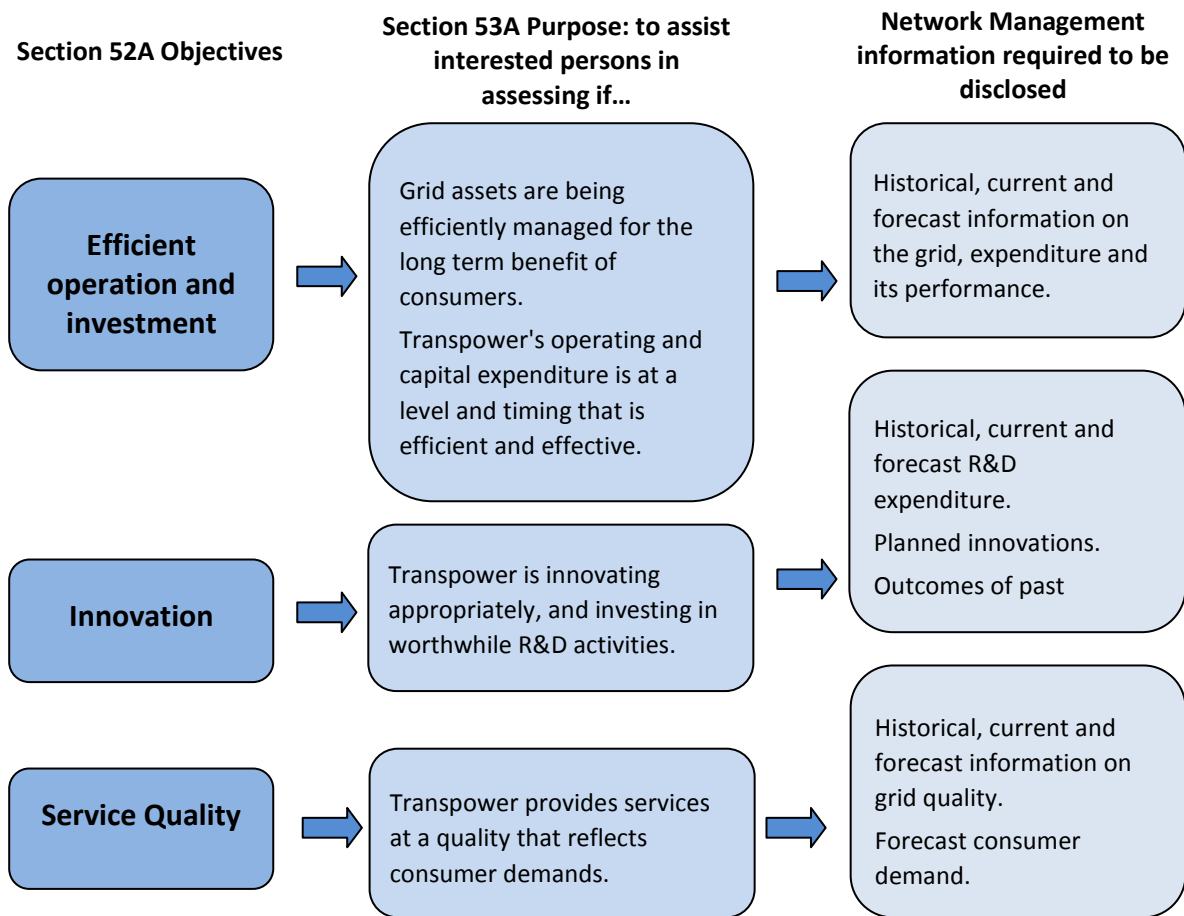 Section 52A Objectives
Section 53A Purpose: to assist
interested persons in
assessing if…
Network Management
information required to be
disclosed
Efficient
operation and
investment
Grid assets are being
efficiently managed for the
long term benefit of
consumers.
Transpower's operating and
capital expenditure is at a
level and timing that is
efficient and effective.
Historical, current and
forecast information on
the grid, expenditure and
its performance.
Innovation
Transpower is innovating
appropriately, and investing in
worthwhile R&D activities.
Historical, current and
forecast R&D
expenditure.
Planned innovations.
Outcomes of past
Service Quality
Transpower provides services
at a quality that reflects
consumer demands.
Historical, current and
forecast information on
grid quality.
Forecast consumer
demand.